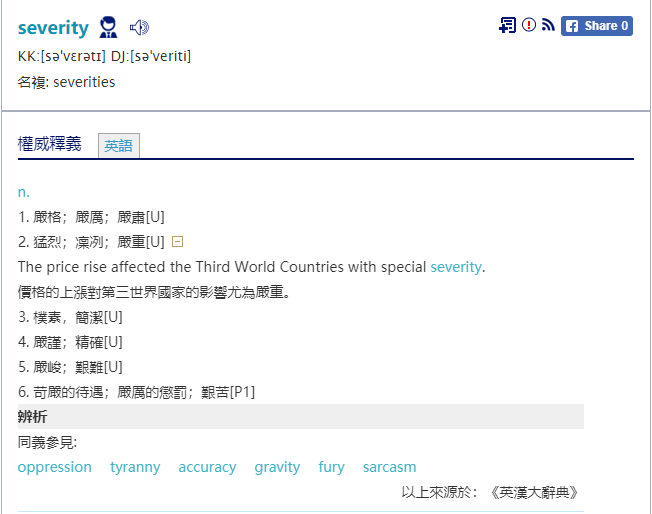 severity
Share 0
KK:[sə'vɛrətɪ] DJ:[sə'veriti]
名複: severities
權威釋義 英語
n.
1. 嚴格；嚴厲；嚴肅[U]
2. 猛烈；凜冽；嚴重[U]
The price rise affected the Third World Countries with special severity.
價格的上漲對第三世界國家的影響尤為嚴重。
3. 樸素，簡潔[U]
4. 嚴謹；精確[U]
5. 嚴峻；艱難[U]
6. 苛嚴的待遇；嚴厲的懲罰；艱苦[P1]
辨析
同義參見:
oppression tyranny accuracy gravity fury sarcasm
以上來源於：《英漢大辭典》